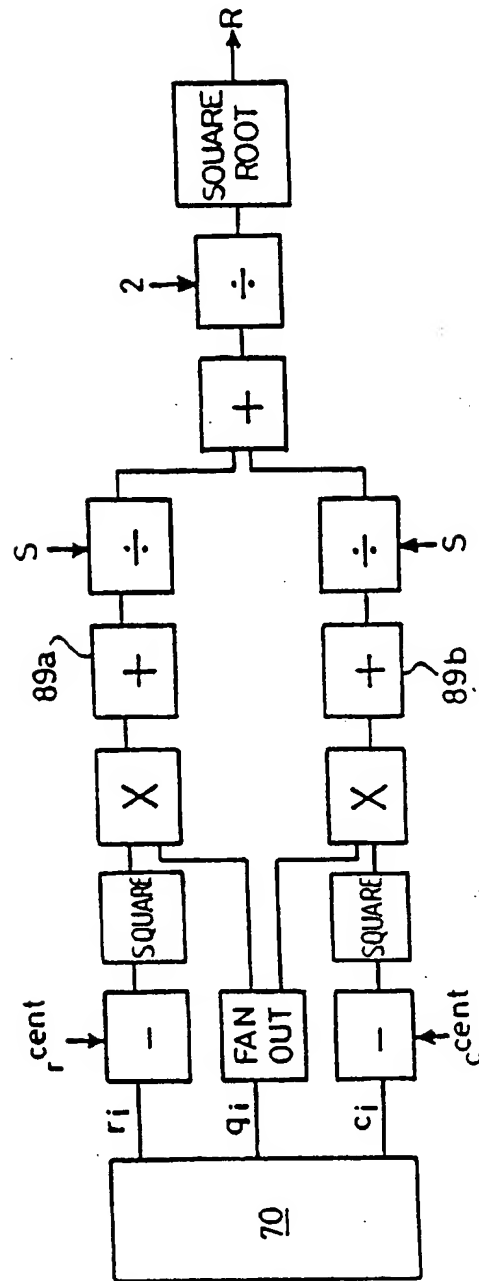 70
ri
qi
ci
r cent
c cent
−
FAN
OUT
−
SQUARE
SQUARE
X
X
89a
+
+
89b
S
÷
÷
S
+
2
÷
SQUARE
ROOT
R